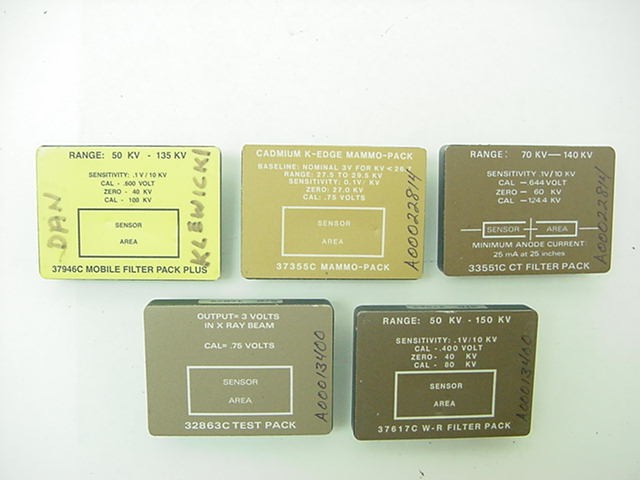 RANGE: 50 KV - 135 KV
SENSITIVITY: .1V/10 KV
CAL - .600 VOLT
ZERO - 40 KV
CAL - 100 KV
SENSOR
AREA
37946C MOBILE FILTER PACK PLUS
DAN
KLEWICKI
CADMIUM K-EDGE MAMMO-PACK
BASELINE: NOMINAL 3V FOR KV < 26.7
RANGE: 27.5 TO 29.5 KV
SENSITIVITY: 0.1V/ KV
ZERO: 27.0 KV
CAL: .75 VOLTS
SENSOR
AREA
37355C MAMMO-PACK
A00022814
RANGE: 70 KV — 140 KV
SENSITIVITY .1V/10 KV
CAL - .644 VOLT
ZERO - 60 KV
CAL - 124.4 KV
SENSOR AREA
MINIMUM ANODE CURRENT:
25 mA at 25 inches
33551C CT FILTER PACK
A00022814
OUTPUT= 3 VOLTS
IN X RAY BEAM
CAL= .75 VOLTS
SENSOR
AREA
32863C TEST PACK
A00013400
RANGE: 50 KV - 150 KV
SENSITIVITY: .1V/10 KV
CAL - .400 VOLT
ZERO- 40 KV
CAL - 80 KV
SENSOR
AREA
37617C W-R FILTER PACK
A00013400